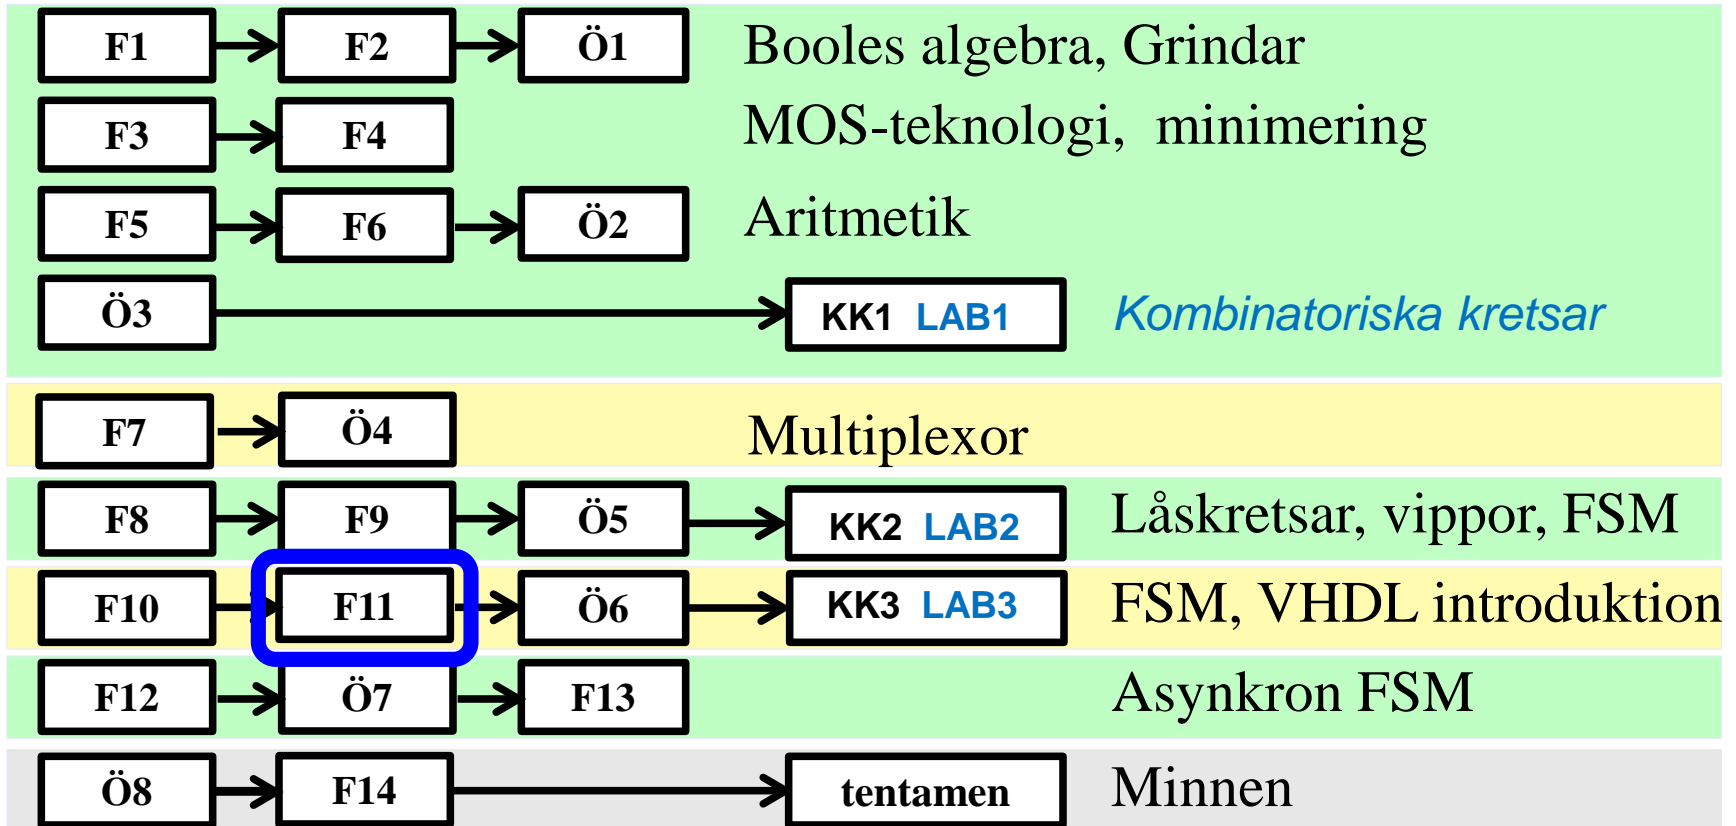 F1 F2 Ö1 Booles algebra, Grindar
F3 F4 MOS-teknologi, minimering
F5 F6 Ö2 Aritmetik
Ö3 KK1 LAB1 Kombinatoriska kretsar
F7 Ö4 Multiplexor
F8 F9 Ö5 KK2 LAB2 Låskretsar, vippor, FSM
F10 F11 Ö6 KK3 LAB3 FSM, VHDL introduktion
F12 Ö7 F13 Asynkron FSM
Ö8 F14 tentamen Minnen